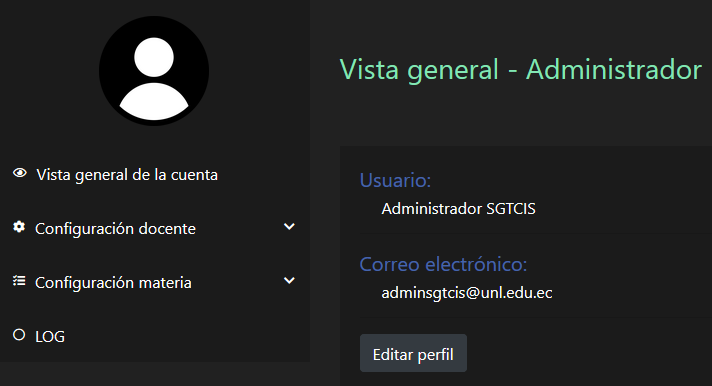 Vista general de la cuenta
Configuración docente
Configuración materia
LOG
Vista general - Administrador
Usuario:
Administrador SGTCIS
Correo electrónico:
adminsgtcis@unl.edu.ec
Editar perfil